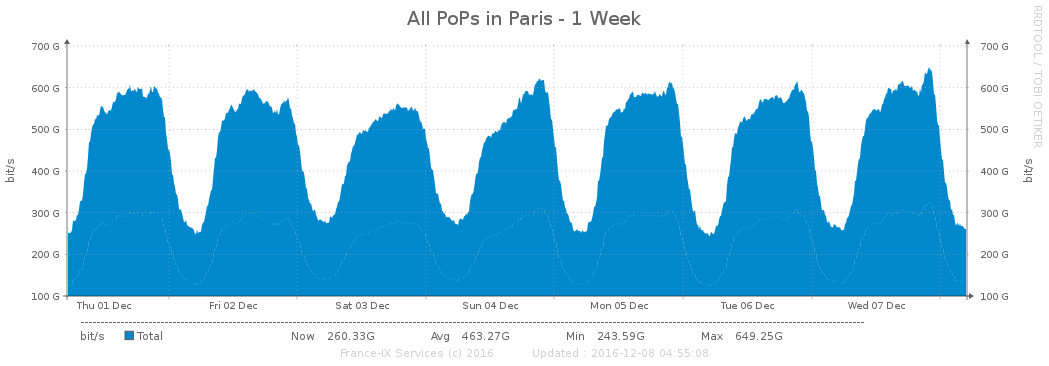 All PoPs in Paris - 1 Week
RRDTOOL / TOBI OETIKER
bit/s
bit/s
700 G
700 G
600 G
600 G
500 G
500 G
400 G
400 G
300 G
300 G
200 G
200 G
100 G
100 G
Thu 01 Dec Fri 02 Dec Sat 03 Dec Sun 04 Dec Mon 05 Dec Tue 06 Dec Wed 07 Dec
bit/s Total Now 260.33G Avg 463.27G Min 243.59G Max 649.25G
France-IX Services (c) 2016 Updated : 2016-12-08 04:55:08